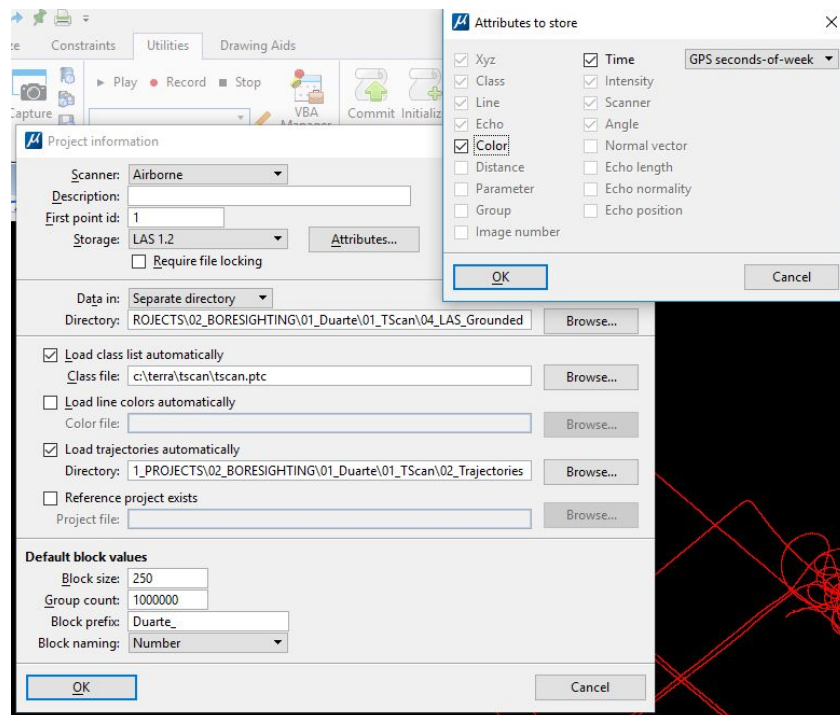 Constraints Utilities Drawing Aids
Play Record Stop
VBA
Commit
Project information
Scanner: Airborne
Description:
First point id: 1
Storage: LAS 1.2 Attributes...
Require file locking
Data in: Separate directory
Directory: ROJECTS\02_BORESIGHTING\01_Duarte\01_TScan\04_LAS_Grounded Browse...
Load class list automatically
Class file: c:\terra\tscan\tscan.ptc Browse...
Load line colors automatically
Color file: Browse...
Load trajectories automatically
Directory: 1_PROJECTS\02_BORESIGHTING\01_Duarte\01_TScan\02_Trajectories Browse...
Reference project exists
Project file: Browse...
Default block values
Block size: 250
Group count: 1000000
Block prefix: Duarte_
Block naming: Number
OK Cancel
Attributes to store
Xyz Time GPS seconds-of-week
Class Intensity
Line Scanner
Echo Angle
Color Normal vector
Distance Echo length
Parameter Echo normality
Group Echo position
Image number
OK Cancel